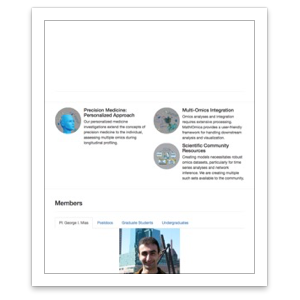 Precision Medicine:
Personalized Approach
Our personalized medicine
investigations extend the concepts of
precision medicine to the individual,
assessing multiple omics during
longitudinal profiling.
Multi-Omics Integration
Omics analyses and integration
requires extensive processing.
MathIOmica provides a user-friendly
framework for handling downstream
analysis and visualization.
Scientific Community
Resources
Creating models necessitates robust
omics datasets, particularly for time
series analyses and network
inference. We are creating multiple
such sets available to the community.
Members
PI: George I. Mias
Postdocs
Graduate Students
Undergraduates